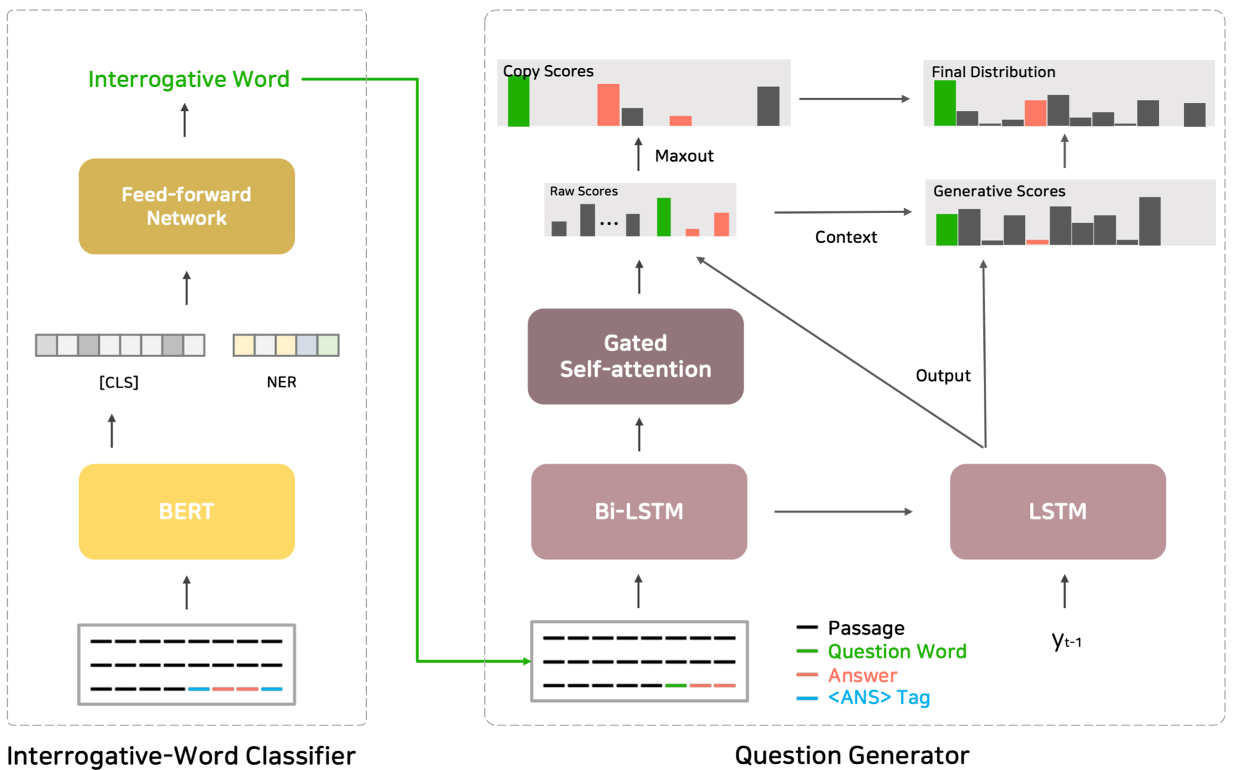 Interrogative Word
Feed-forward
Network
[CLS]
NER
BERT
Interrogative-Word Classifier
Copy Scores
Final Distribution
Maxout
Raw Scores
...
Generative Scores
Context
Gated
Self-attention
Output
Bi-LSTM
LSTM
yt-1
Passage
Question Word
Answer
<ANS> Tag
Question Generator